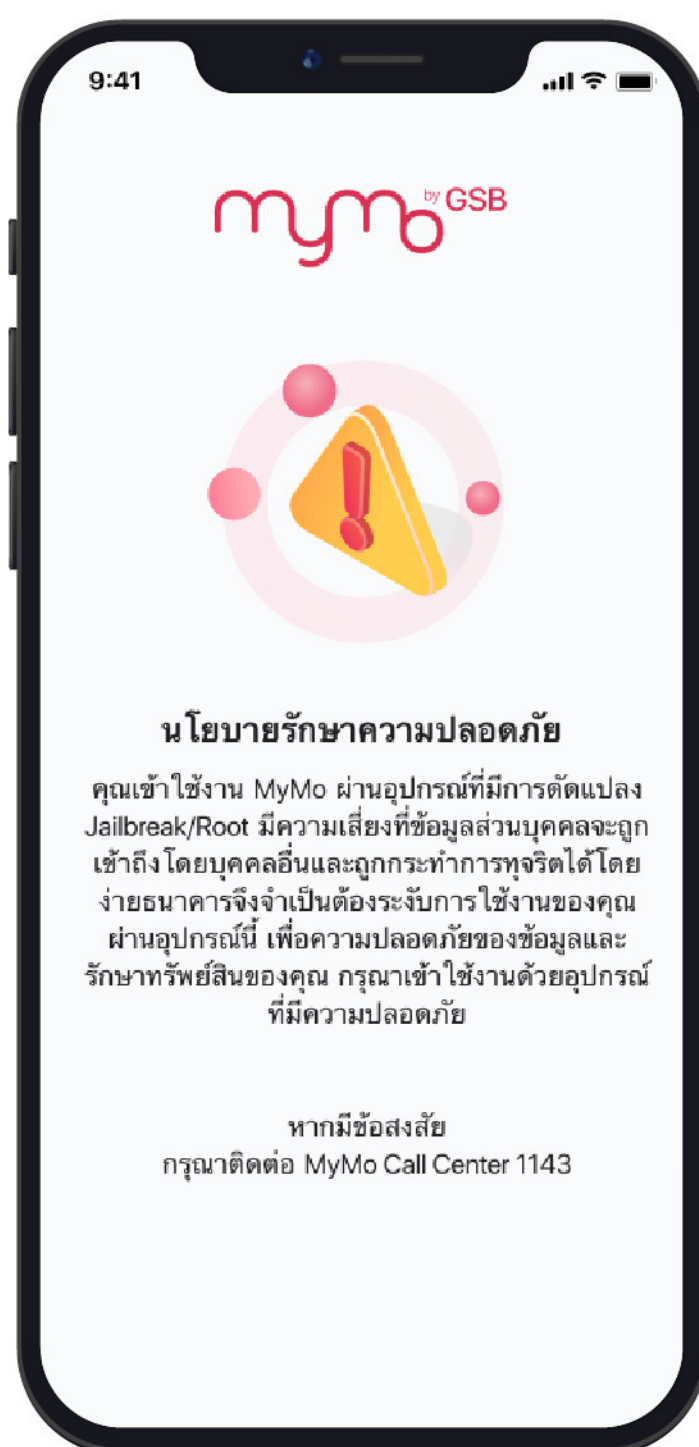 9:41
mymo by GSB
นโยบายรักษาความปลอดภัย
คุณเข้าใช้งาน MyMo ผ่านอุปกรณ์ที่มีการดัดแปลง
Jailbreak/Root มีความเสี่ยงที่ข้อมูลส่วนบุคคลจะถูก
เข้าถึงโดยบุคคลอื่นและถูกกระทำการทุจริตได้โดย
ง่ายธนาคารจึงจำเป็นต้องระงับการใช้งานของคุณ
ผ่านอุปกรณ์นี้ เพื่อความปลอดภัยของข้อมูลและ
รักษาทรัพย์สินของคุณ กรุณาเข้าใช้งานด้วยอุปกรณ์
ที่มีความปลอดภัย
หากมีข้อสงสัย
กรุณาติดต่อ MyMo Call Center 1143